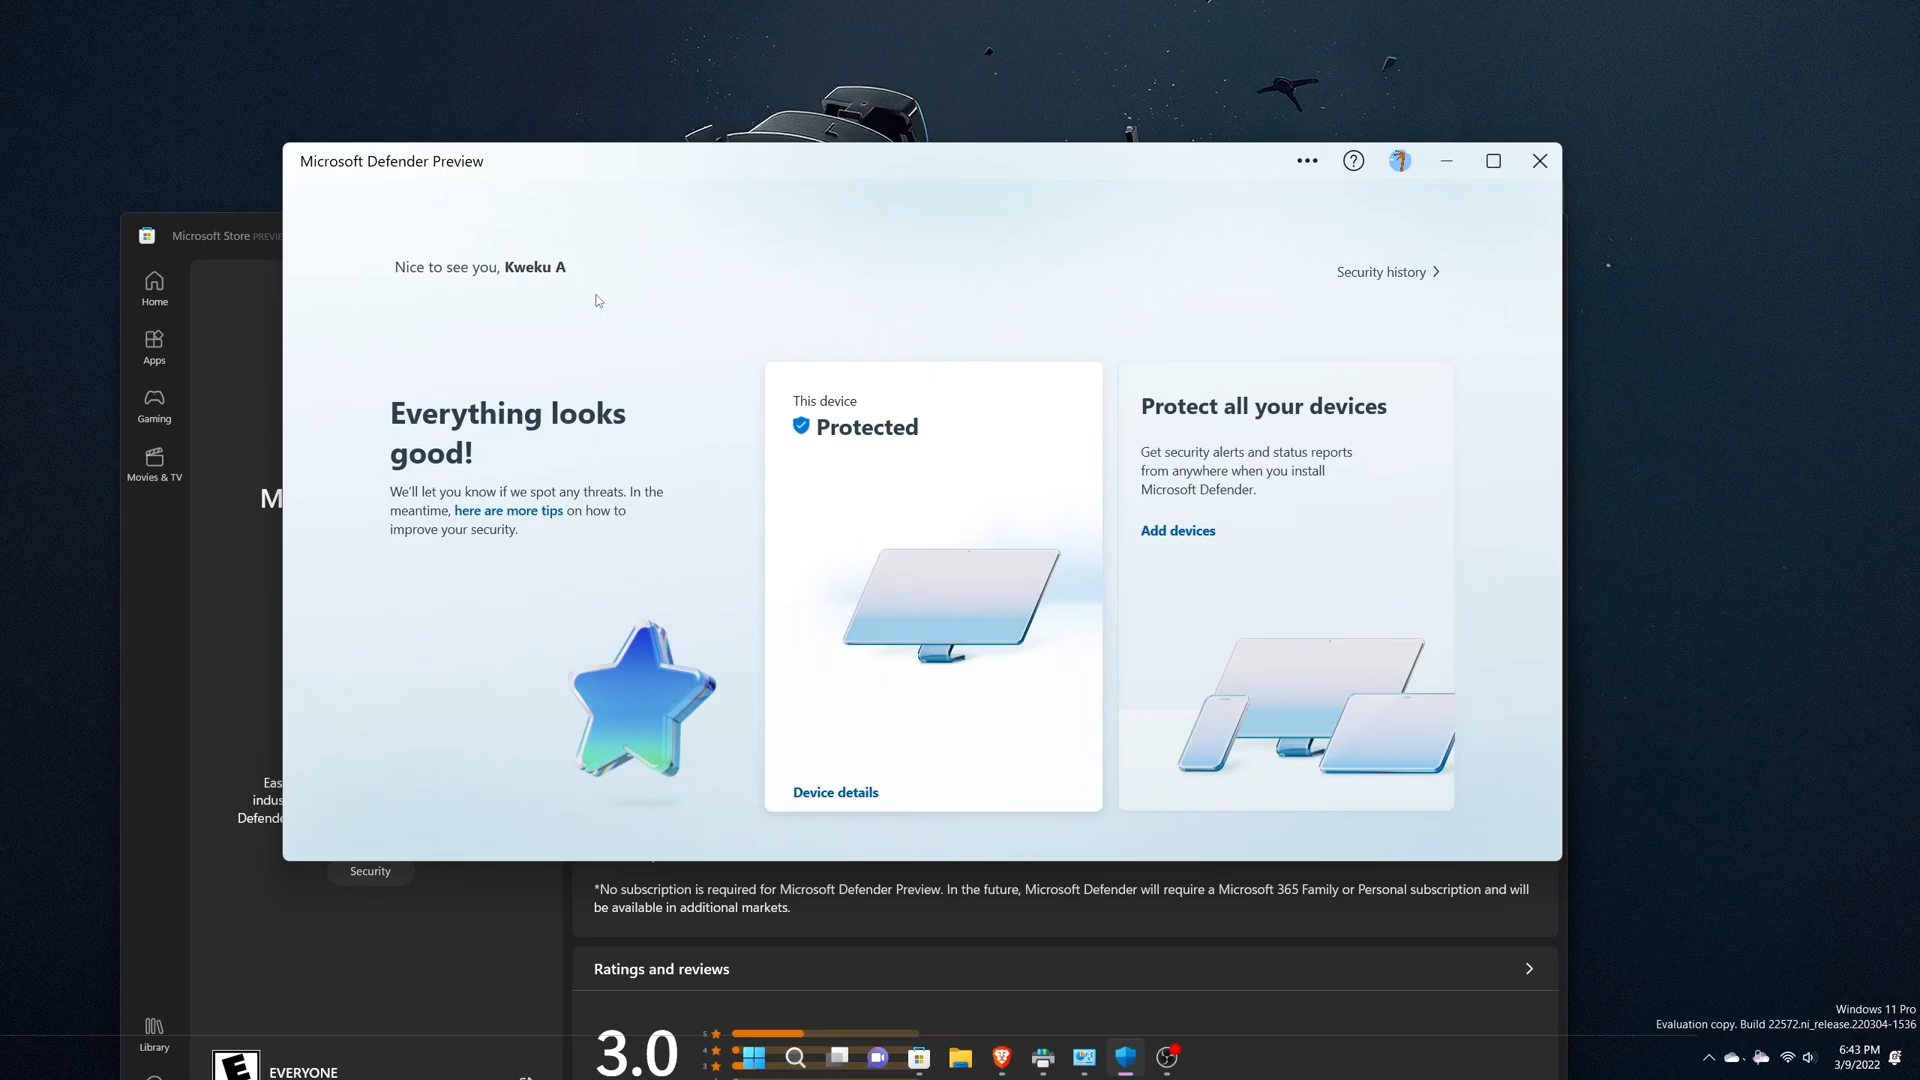 Microsoft Defender Preview
Microsoft Store
Nice to see you, Kweku A
Security history
Home
Apps
Gaming
Movies & TV
Everything looks
good!
We'll let you know if we spot any threats. In the
meantime, here are more tips on how to
improve your security.
This device
Protected
Device details
Protect all your devices
Get security alerts and status reports
from anywhere when you install
Microsoft Defender.
Add devices
M
Security
*No subscription is required for Microsoft Defender Preview. In the future, Microsoft Defender will require a Microsoft 365 Family or Personal subscription and will
be available in additional markets.
Ratings and reviews
3.0
5
4
3
Library
E
EVERYONE
Windows 11 Pro
Evaluation copy. Build 22572.ni_release.220304-1536
6:43 PM
3/9/2022